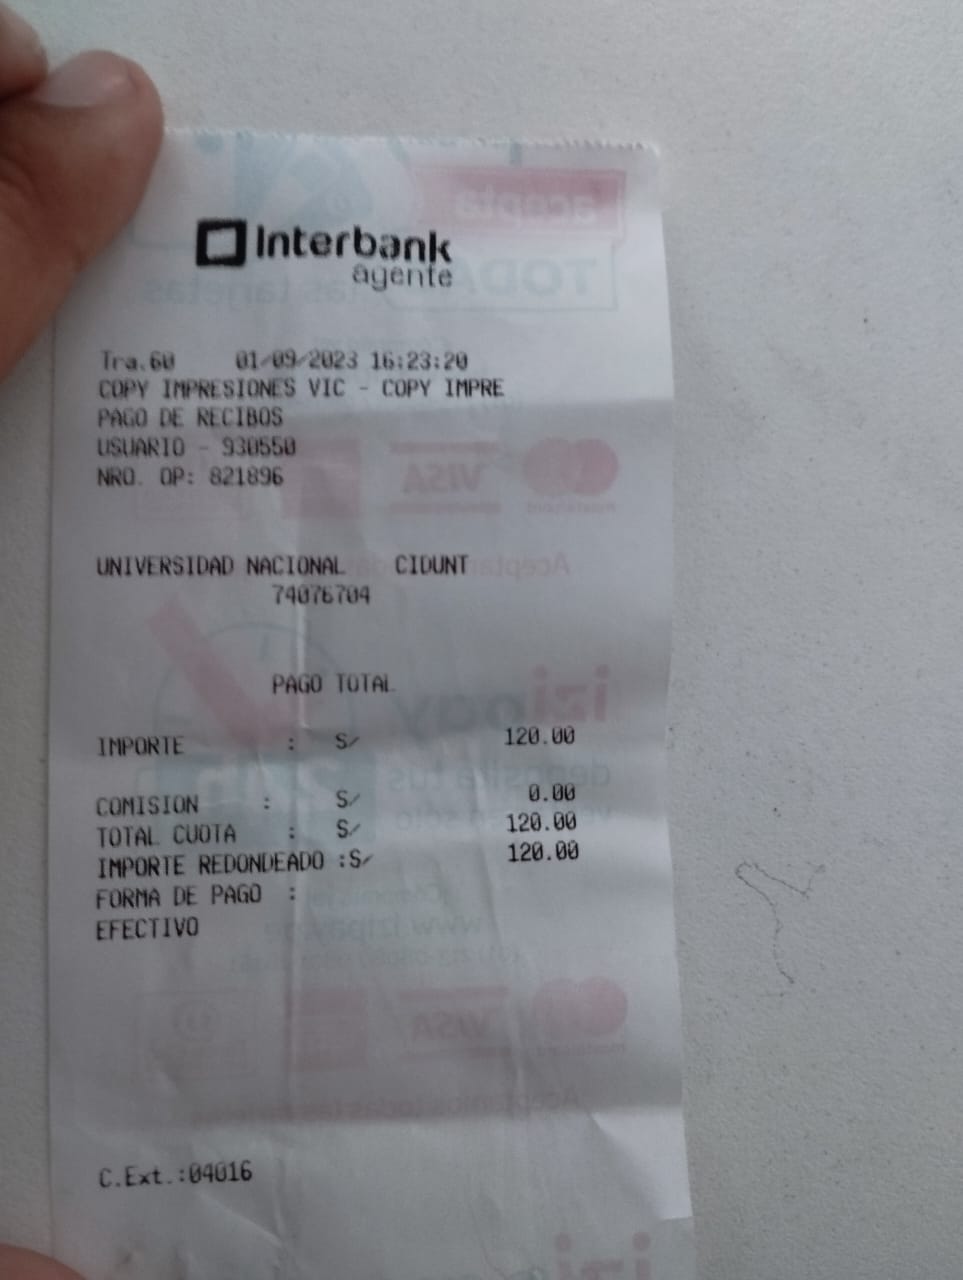 Interbank
agente
Tra.60 01/09/2023 16:23:20
COPY IMPRESIONES VIC - COPY IMPRE
PAGO DE RECIBOS
USUARIO - 930550
NRO. OP: 821896
UNIVERSIDAD NACIONAL CIDUNT
74076704
PAGO TOTAL
IMPORTE : S/ 120.00
COMISION : S/ 0.00
TOTAL CUOTA : S/ 120.00
IMPORTE REDONDEADO :S/ 120.00
FORMA DE PAGO :
EFECTIVO
C.Ext.:04016